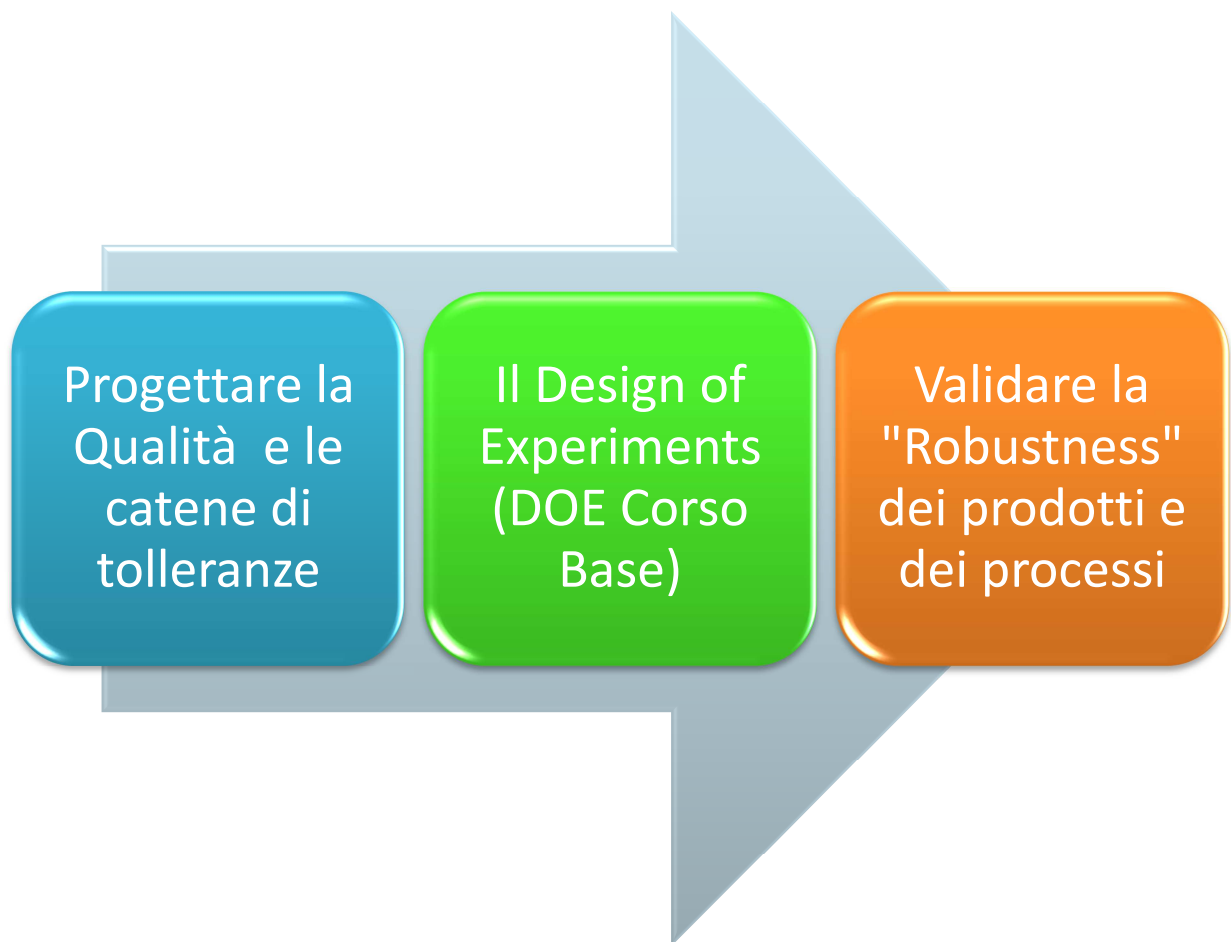 Progettare la
Qualità  e le
catene di
tolleranze
Il Design of
Experiments
(DOE Corso
Base)
Validare la
"Robustness"
dei prodotti e
dei processi